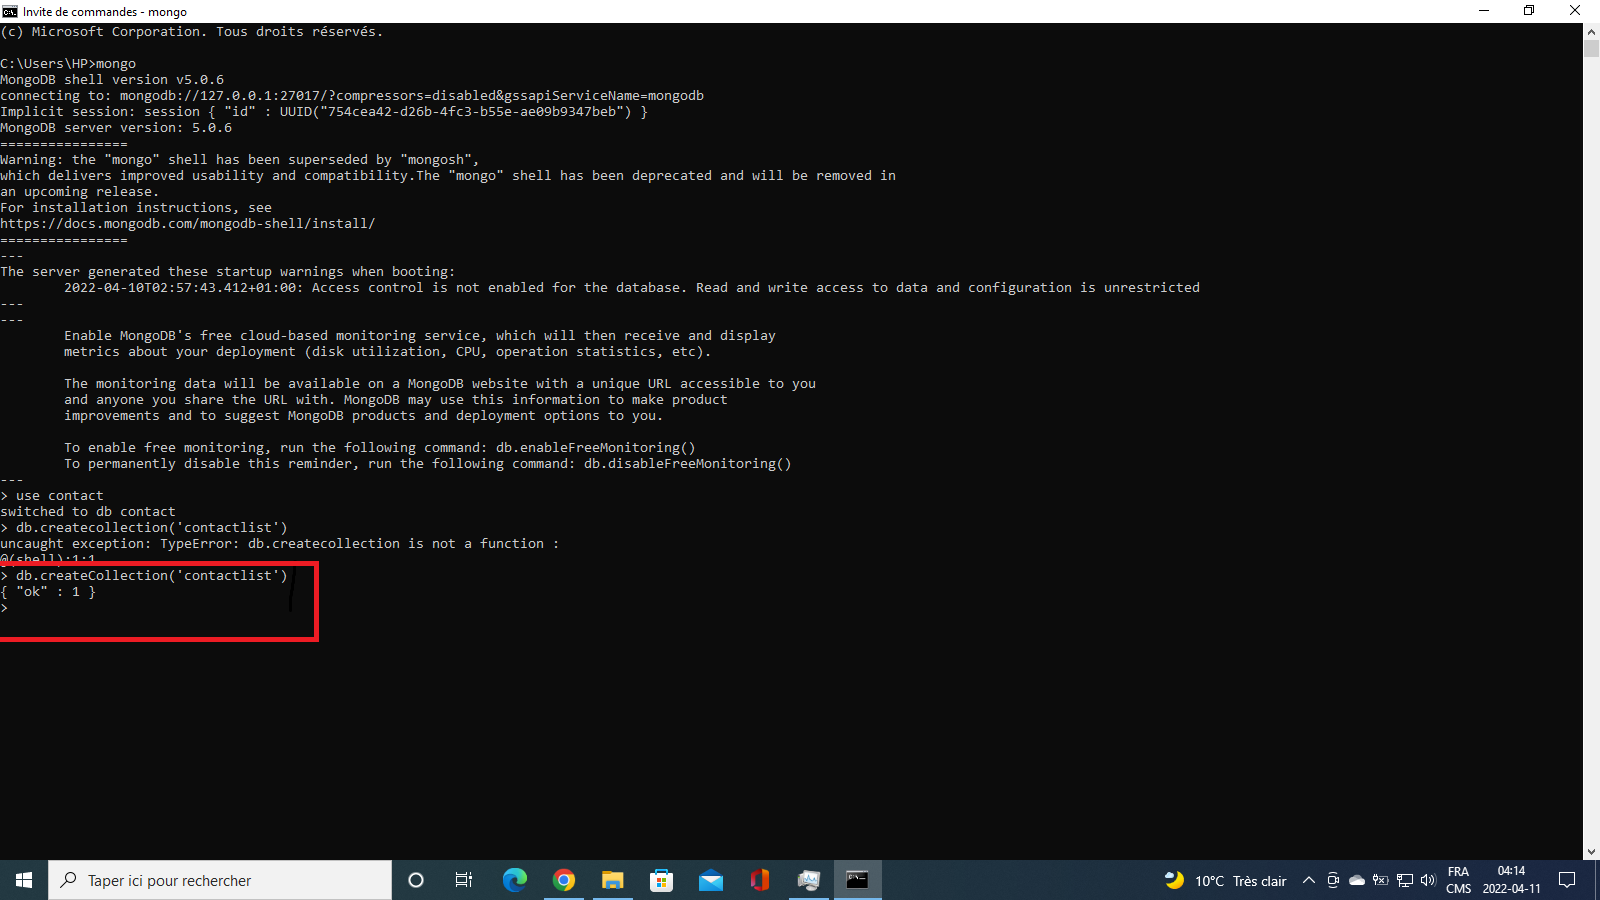 Invite de commandes - mongo
(c) Microsoft Corporation. Tous droits réservés.
C:\Users\HP>mongo
MongoDB shell version v5.0.6
connecting to: mongodb://127.0.0.1:27017/?compressors=disabled&gssapiServiceName=mongodb
Implicit session: session { "id" : UUID("754cea42-d26b-4fc3-b55e-ae09b9347beb") }
MongoDB server version: 5.0.6
================
Warning: the "mongo" shell has been superseded by "mongosh",
which delivers improved usability and compatibility.The "mongo" shell has been deprecated and will be removed in
an upcoming release.
For installation instructions, see
https://docs.mongodb.com/mongodb-shell/install/
================
---
The server generated these startup warnings when booting:
2022-04-10T02:57:43.412+01:00: Access control is not enabled for the database. Read and write access to data and configuration is unrestricted
---
---
Enable MongoDB's free cloud-based monitoring service, which will then receive and display
metrics about your deployment (disk utilization, CPU, operation statistics, etc).
The monitoring data will be available on a MongoDB website with a unique URL accessible to you
and anyone you share the URL with. MongoDB may use this information to make product
improvements and to suggest MongoDB products and deployment options to you.
To enable free monitoring, run the following command: db.enableFreeMonitoring()
To permanently disable this reminder, run the following command: db.disableFreeMonitoring()
---
> use contact
switched to db contact
> db.createcollection('contactlist')
uncaught exception: TypeError: db.createcollection is not a function :
@(shell):1:1
> db.createCollection('contactlist')
{ "ok" : 1 }
>
Taper ici pour rechercher
10°C Très clair
FRA
CMS
04:14
2022-04-11